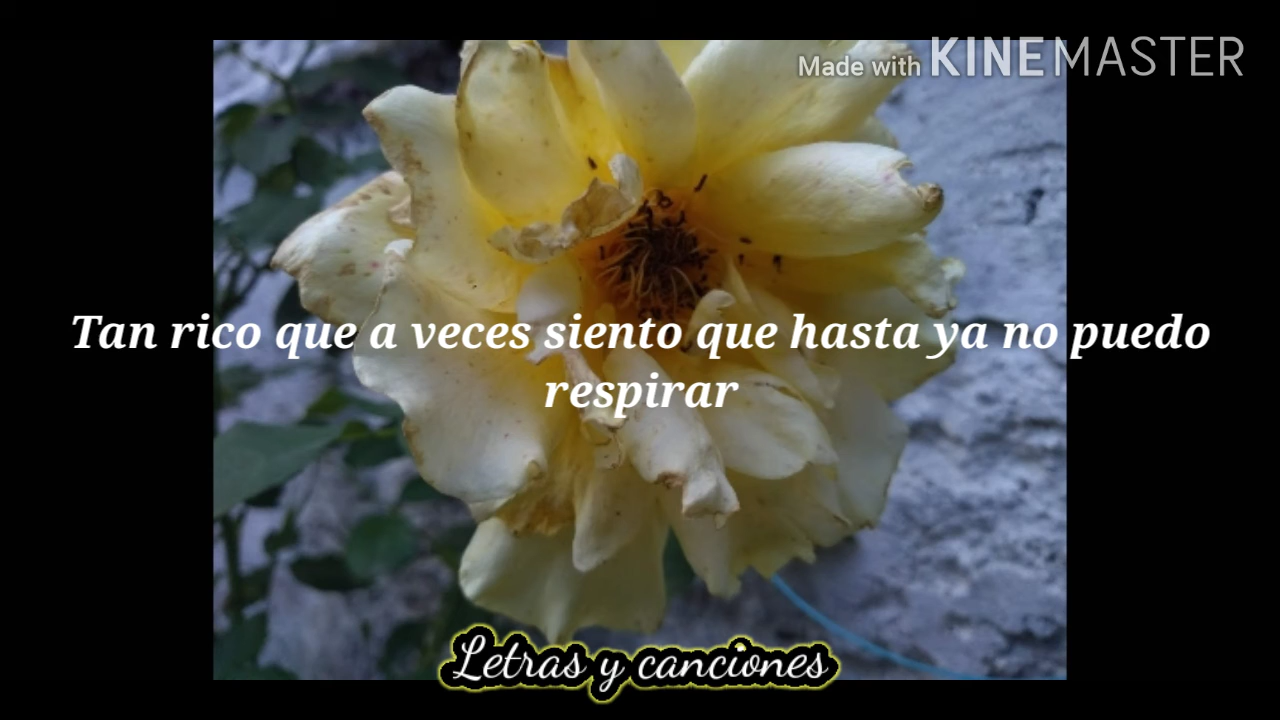 Made with KINEMASTER
Tan rico que a veces siento que hasta ya no puedo
respirar
Letras y canciones